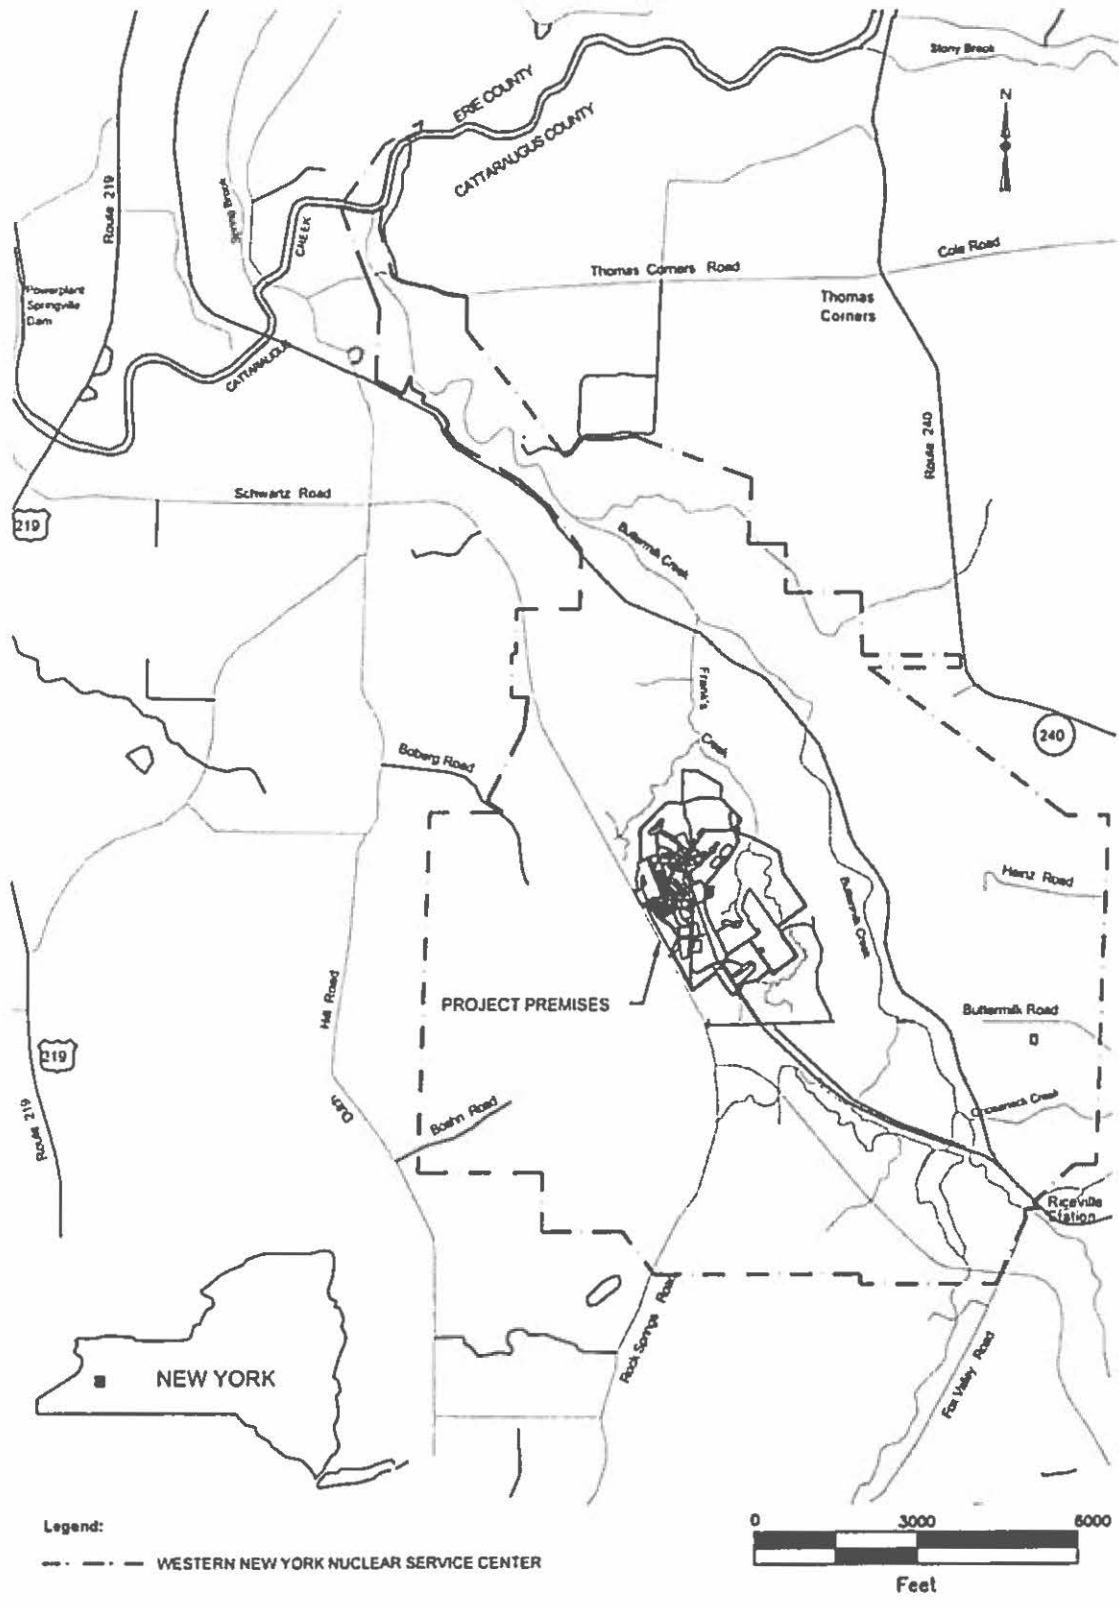 Stony Brook
ERIE COUNTY
N
CATTARAUGUS COUNTY
Route 219
Spring Brook
CREEK
Cole Road
Thomas Corners Road
Powerplant
Springville
Dam
Thomas
Corners
CATTARAUGUS
Route 240
Schwartz Road
219
Buttermilk Creek
Frank's
Creek
240
Boberg Road
Heinz Road
Buttermilk Creek
Hill Road
PROJECT PREMISES
Buttermilk Road
219
Dutch
Boehn Road
Gooseneck Creek
Route 219
Riceville
Station
Rock Springs Road
NEW YORK
Fox Valley Road
Legend:
WESTERN NEW YORK NUCLEAR SERVICE CENTER
0 3000 6000
Feet